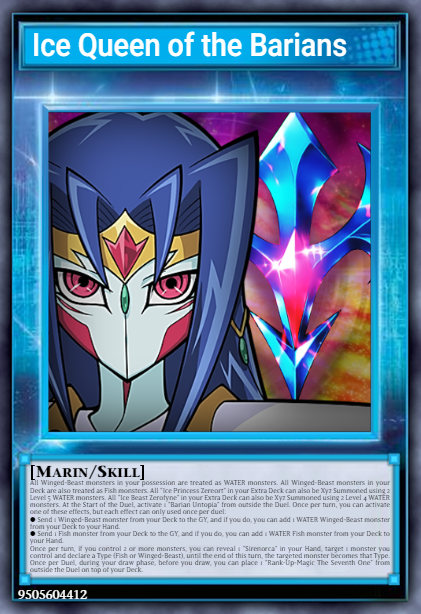 Ice Queen of the Barians
[Marin/Skill]
All Winged-Beast monsters in your possession are treated as WATER monsters. All Winged-Beast monsters in your
Deck are also treated as Fish monsters. All "Ice Princess Zereort" in your Extra Deck can also be Xyz Summoned using 2
Level 5 WATER monsters. All "Ice Beast Zerofyne" in your Extra Deck can also be Xyz Summoned using 2 Level 4 WATER
monsters. At the Start of the Duel, activate 1 "Barian Untopia" from outside the Duel. Once per turn, you can activate
one of these effects, but each effect can only used once per duel.
● Send 1 Winged-Beast monster from your Deck to the GY, and if you do, you can add 1 WATER Winged-Beast monster
from your Deck to your Hand.
● Send 1 Fish monster from your Deck to the GY, and if you do, you can add 1 WATER Fish monster from your Deck to
your Hand.
Once per turn, if you control 2 or more monsters, you can reveal 1 "Siremorca" in your Hand, target 1 monster you
control and declare a Type (Fish or Winged-Beast), until the end of this turn, the targeted monster becomes that Type.
Once per Duel, during your draw phase, before you draw, you can place 1 "Rank-Up-Magic The Seventh One" from
outside the Duel on top of your Deck.
9505604412